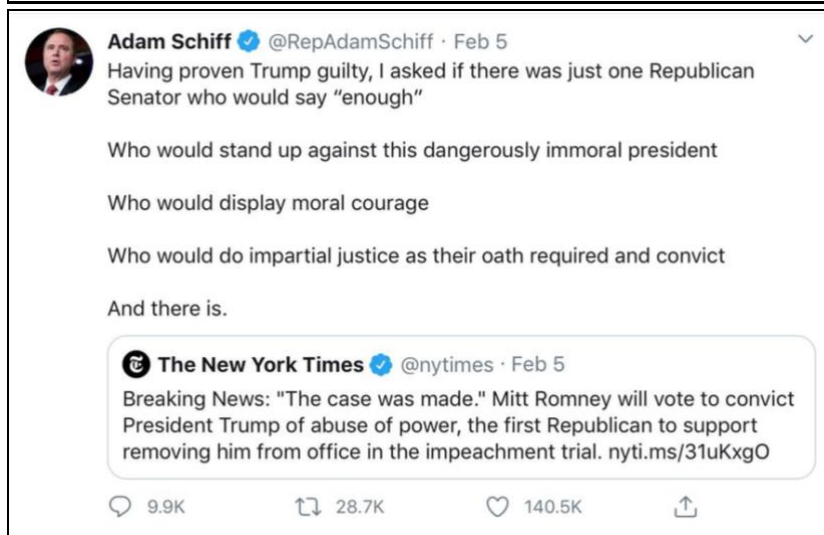 Adam Schiff @RepAdamSchiff · Feb 5
Having proven Trump guilty, I asked if there was just one Republican
Senator who would say “enough”
Who would stand up against this dangerously immoral president
Who would display moral courage
Who would do impartial justice as their oath required and convict
And there is.
The New York Times @nytimes · Feb 5
Breaking News: "The case was made." Mitt Romney will vote to convict
President Trump of abuse of power, the first Republican to support
removing him from office in the impeachment trial. nyti.ms/31uKxgO
9.9K 28.7K 140.5K